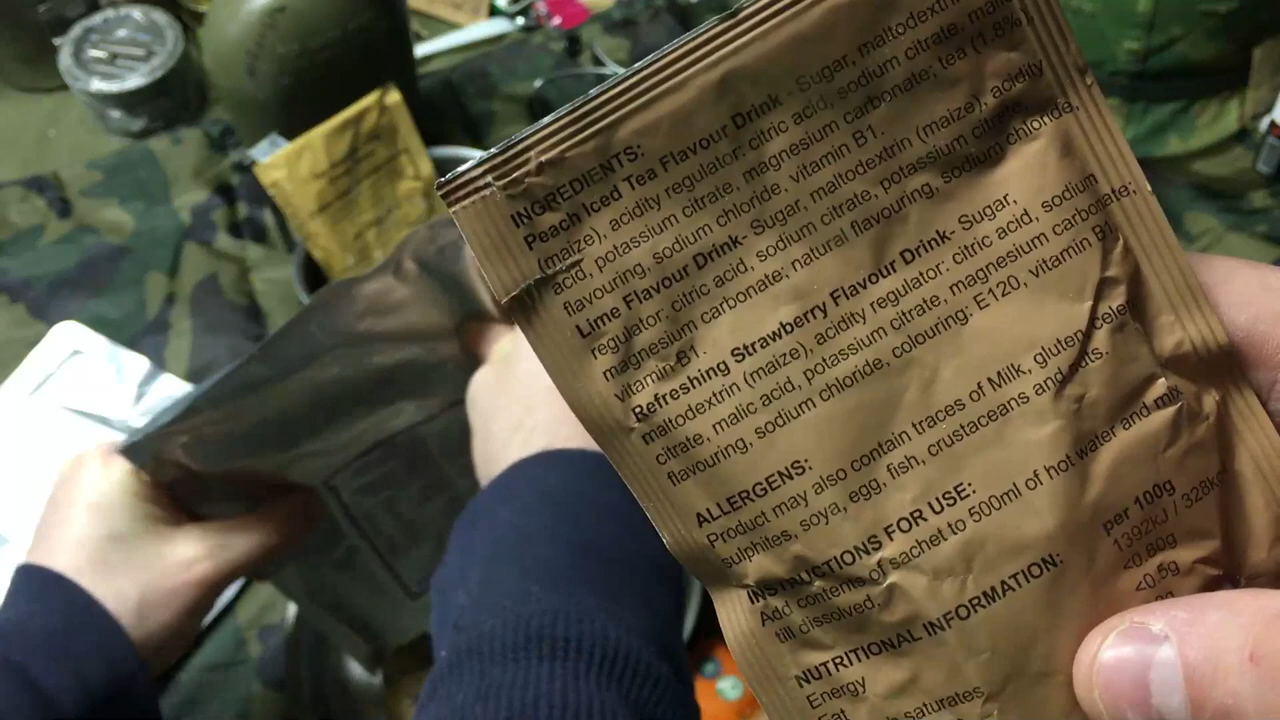 INGREDIENTS:
Peach Iced Tea Flavour Drink - Sugar, maltodextrin
(maize), acidity regulator: citric acid, sodium citrate, malic
acid, potassium citrate, magnesium carbonate; tea (1.8%),
flavouring, sodium chloride, vitamin B1.
Lime Flavour Drink- Sugar, maltodextrin (maize), acidity
regulator: citric acid, sodium citrate, potassium citrate,
magnesium carbonate: natural flavouring, sodium chloride,
vitamin B1.
Refreshing Strawberry Flavour Drink- Sugar,
maltodextrin (maize), acidity regulator: citric acid, sodium
citrate, malic acid, potassium citrate, magnesium carbonate;
flavouring, sodium chloride, colouring: E120, vitamin B1.
ALLERGENS:
Product may also contain traces of Milk, gluten, celery
sulphites, soya, egg, fish, crustaceans and nuts.
INSTRUCTIONS FOR USE:
Add contents of sachet to 500ml of hot water and mix
till dissolved.
NUTRITIONAL INFORMATION: per 100g
Energy 1392kJ / 328kc
Fat <0.60g
saturates <0.5g